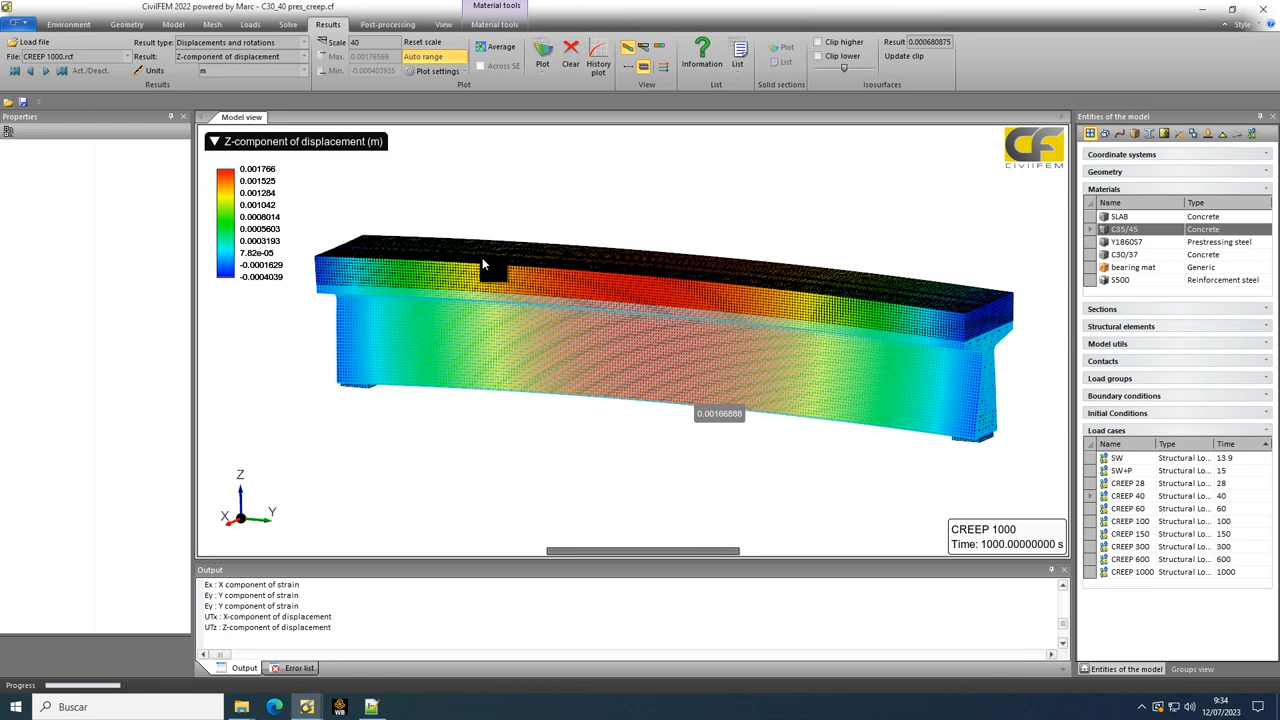 CivilFEM 2022 powered by Marc - C30_40 pres_creep.cf
Material tools
Style
CF
Environment
Geometry
Model
Mesh
Loads
Solve
Results
Post-processing
View
Material tools
Load file
File: CREEP 1000.rcf
Act./Deact.
Results
Result type: Displacements and rotations
Result: Z-component of displacement
Units m
Scale 40
Max. 0.00176569
Min. -0.000403935
Reset scale
Auto range
Plot settings
Average
Across SE
Plot
Clear
History plot
Plot
View
Information
List
List
Plot
List
Solid sections
Clip higher
Clip lower
Result 0.000680875
Update clip
Isosurfaces
Properties
Model view
Z-component of displacement (m)
0.001766
0.001525
0.001284
0.001042
0.0008014
0.0005603
0.0003193
7.82e-05
-0.0001629
-0.0004039
CF
CIVILFEM
0.00166888
Z
X
Y
CREEP 1000
Time: 1000.00000000 s
Output
Ex : X component of strain
Ey : Y component of strain
Ey : Y component of strain
UTx : X-component of displacement
UTz : Z-component of displacement
Output
Error list
Entities of the model
Coordinate systems
Geometry
Materials
Name Type
SLAB Concrete
C35/45 Concrete
Y1860S7 Prestressing steel
C30/37 Concrete
bearing mat Generic
S500 Reinforcement steel
Sections
Structural elements
Model utils
Contacts
Load groups
Boundary conditions
Initial Conditions
Load cases
Name Type Time
SW Structural Lo... 13.9
SW+P Structural Lo... 15
CREEP 28 Structural Lo... 28
CREEP 40 Structural Lo... 40
CREEP 60 Structural Lo... 60
CREEP 100 Structural Lo... 100
CREEP 150 Structural Lo... 150
CREEP 300 Structural Lo... 300
CREEP 600 Structural Lo... 600
CREEP 1000 Structural Lo... 1000
Entities of the model
Groups view
Progress
Buscar
WB
9:34
12/07/2023